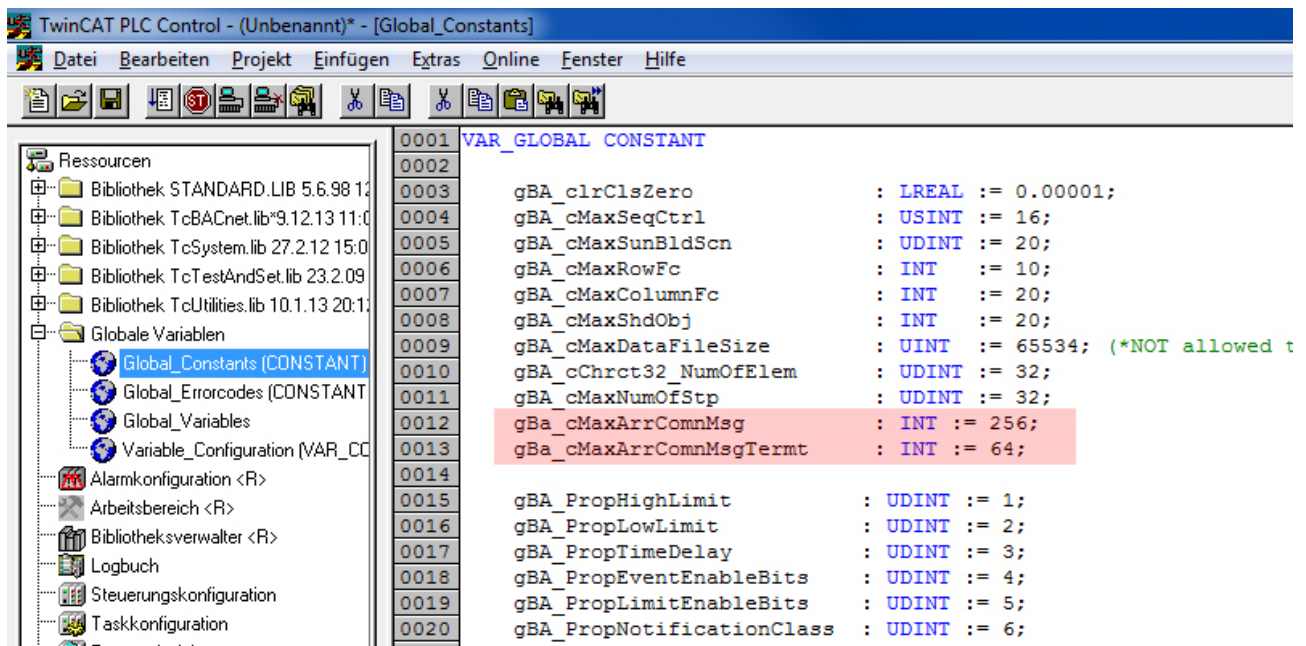 TwinCAT PLC Control - (Unbenannt)* - [Global_Constants]
Datei Bearbeiten Projekt Einfügen Extras Online Fenster Hilfe
ST
Ressourcen
Bibliothek STANDARD.LIB 5.6.98 12
Bibliothek TcBACnet.lib*9.12.13 11:0
Bibliothek TcSystem.lib 27.2.12 15:0
Bibliothek TcTestAndSet.lib 23.2.09
Bibliothek TcUtilities.lib 10.1.13 20:1
Globale Variablen
Global_Constants (CONSTANT)
Global_Errorcodes (CONSTANT
Global_Variables
Variable_Configuration (VAR_CO
Alarmkonfiguration <R>
Arbeitsbereich <R>
Bibliotheksverwalter <R>
Logbuch
Steuerungskonfiguration
Taskkonfiguration
0001 VAR_GLOBAL CONSTANT
0002
0003 gBA_clrClsZero : LREAL := 0.00001;
0004 gBA_cMaxSeqCtrl : USINT := 16;
0005 gBA_cMaxSunBldScn : UDINT := 20;
0006 gBA_cMaxRowFc : INT := 10;
0007 gBA_cMaxColumnFc : INT := 20;
0008 gBA_cMaxShdObj : INT := 20;
0009 gBA_cMaxDataFileSize : UINT := 65534; (*NOT allowed t
0010 gBA_cChrct32_NumOfElem : UDINT := 32;
0011 gBA_cMaxNumOfStp : UDINT := 32;
0012 gBa_cMaxArrComnMsg : INT := 256;
0013 gBa_cMaxArrComnMsgTermt : INT := 64;
0014
0015 gBA_PropHighLimit : UDINT := 1;
0016 gBA_PropLowLimit : UDINT := 2;
0017 gBA_PropTimeDelay : UDINT := 3;
0018 gBA_PropEventEnableBits : UDINT := 4;
0019 gBA_PropLimitEnableBits : UDINT := 5;
0020 gBA_PropNotificationClass : UDINT := 6;